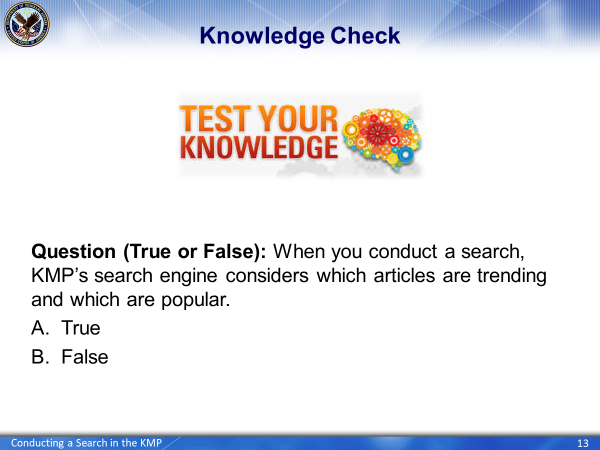 Knowledge Check
TEST YOUR
KNOWLEDGE
Question (True or False): When you conduct a search,
KMP’s search engine considers which articles are trending
and which are popular.
A. True
B. False
Conducting a Search in the KMP
13